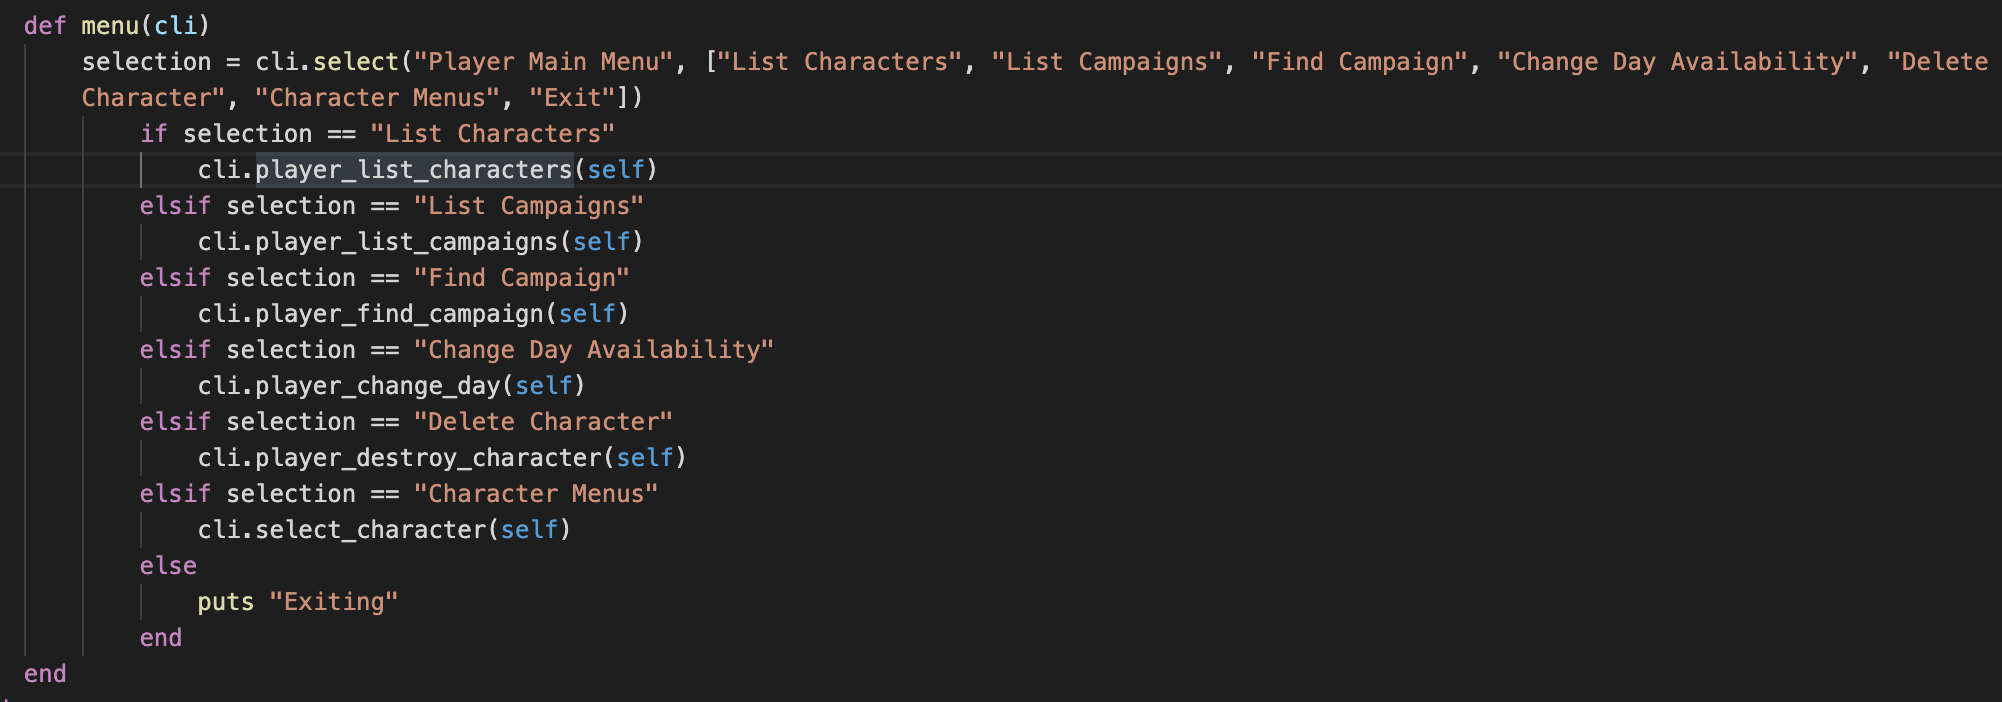 def menu(cli)
    selection = cli.select("Player Main Menu", ["List Characters", "List Campaigns", "Find Campaign", "Change Day Availability", "Delete
    Character", "Character Menus", "Exit"])
        if selection == "List Characters"
            cli.player_list_characters(self)
        elsif selection == "List Campaigns"
            cli.player_list_campaigns(self)
        elsif selection == "Find Campaign"
            cli.player_find_campaign(self)
        elsif selection == "Change Day Availability"
            cli.player_change_day(self)
        elsif selection == "Delete Character"
            cli.player_destroy_character(self)
        elsif selection == "Character Menus"
            cli.select_character(self)
        else
            puts "Exiting"
        end
end